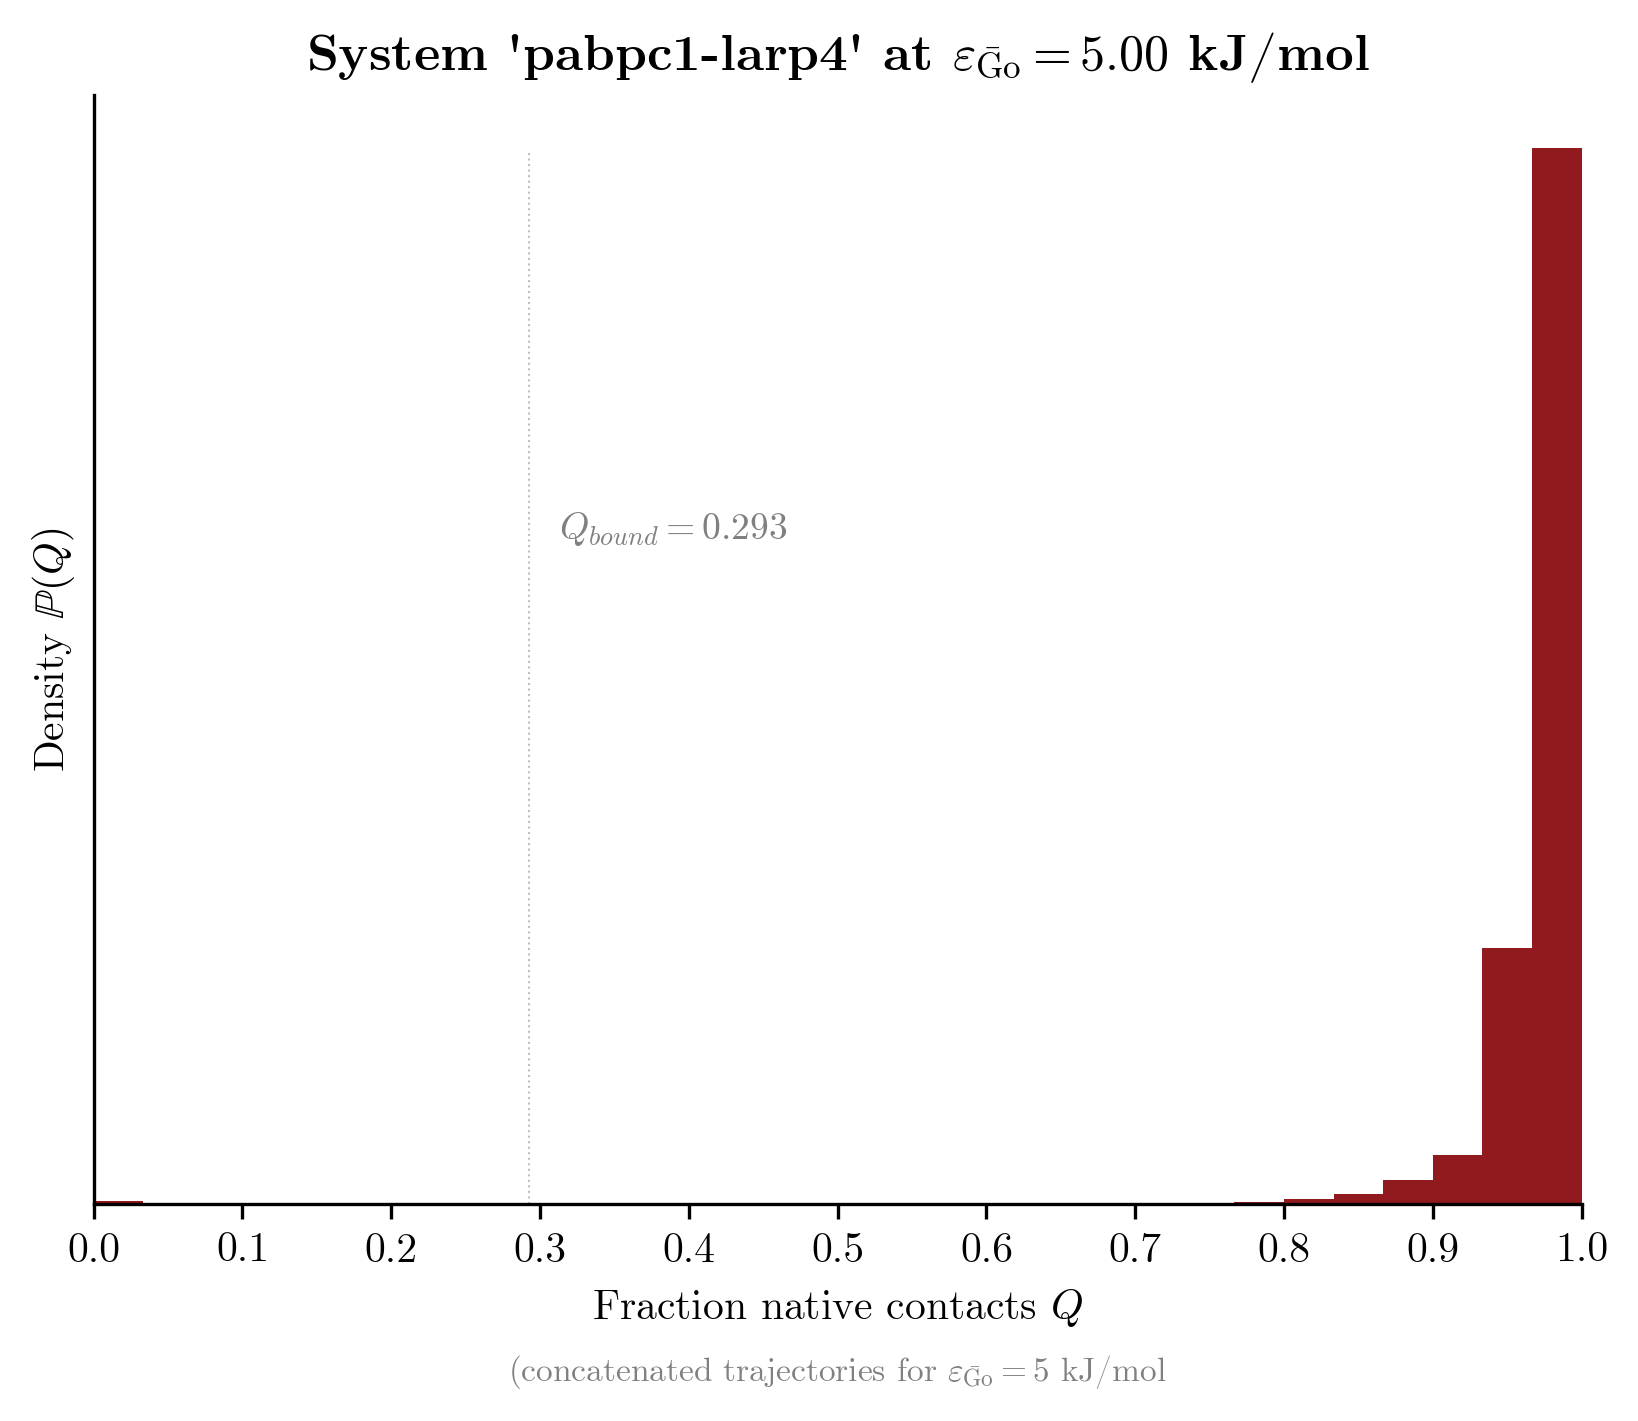 System 'pabpc1-larp4' at ε_Ḡo = 5.00 kJ/mol
Density ℙ(Q)
Q_bound = 0.293
0.0 0.1 0.2 0.3 0.4 0.5 0.6 0.7 0.8 0.9 1.0
Fraction native contacts Q
(concatenated trajectories for ε_Ḡo = 5 kJ/mol